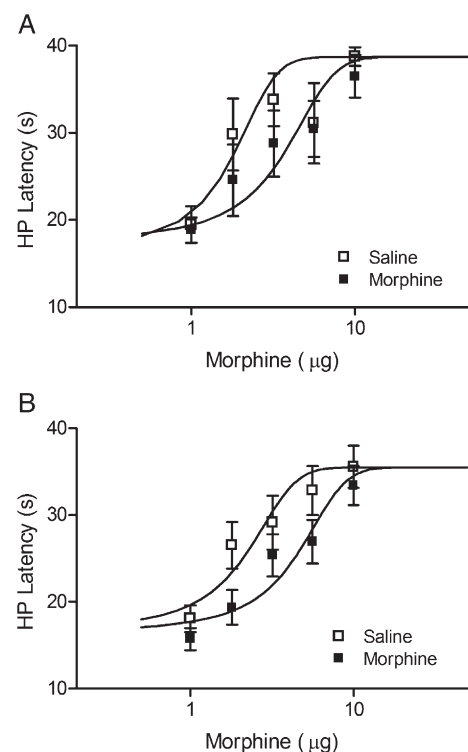 A
40
30
20
10
HP Latency (s)
Saline
Morphine
1
10
Morphine ( μg)
B
40
30
20
10
HP Latency (s)
Saline
Morphine
1
10
Morphine ( μg)